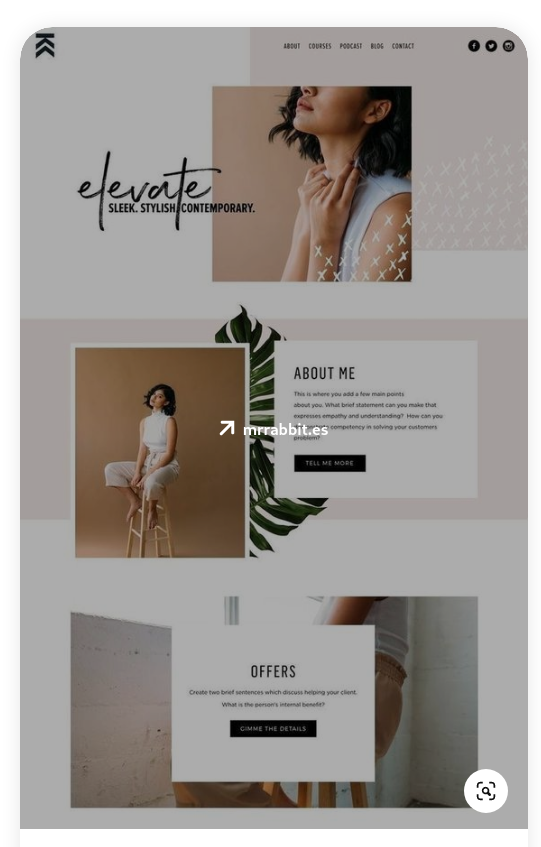 ABOUT COURSES PODCAST BLOG CONTACT
elevate
SLEEK. STYLISH. CONTEMPORARY.
ABOUT ME
This is where you add a few main points
about you. What brief statement can you make that
expresses empathy and understanding? How can you
competency in solving your customers
problem?
mrrabbit.es
TELL ME MORE
OFFERS
Create two brief sentences which discuss helping your client.
What is the person's internal benefit?
GIMME THE DETAILS